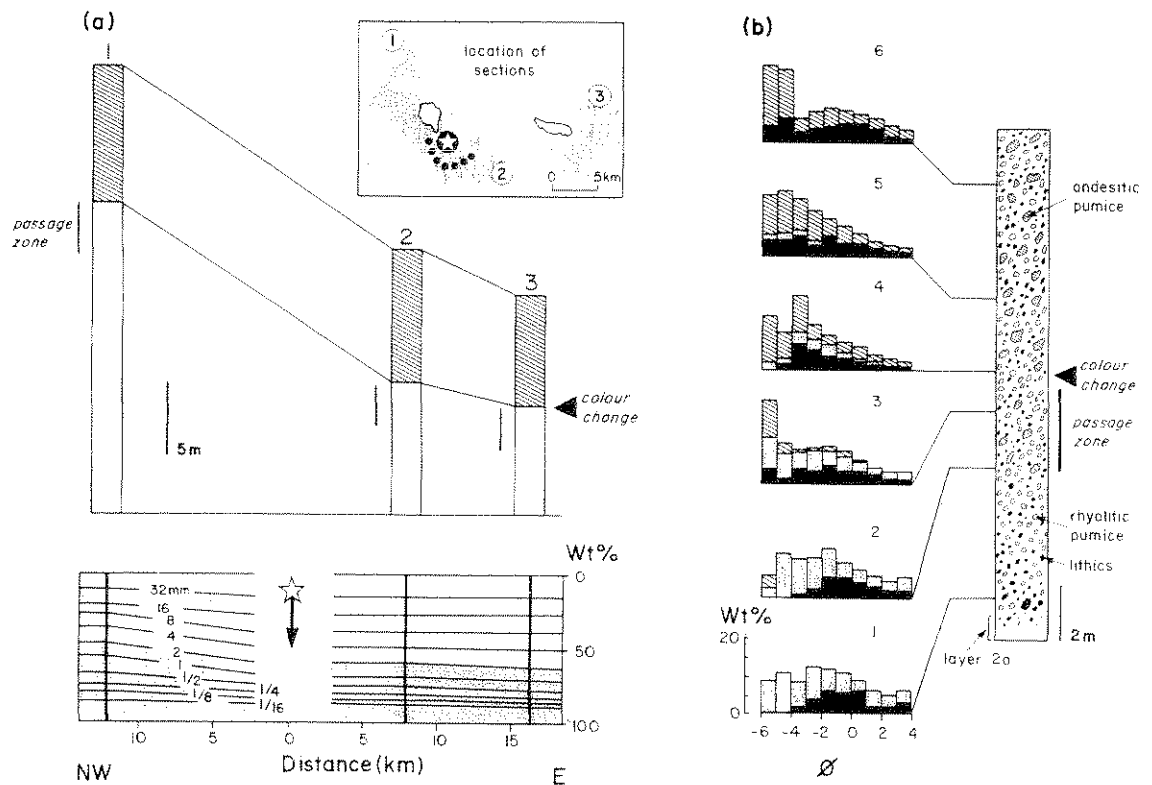 (a)
1
location of
sections
1
3
2
0 5km
passage
zone
2
3
5m
colour
change
Wt%
0
50
100
32mm
16
8
4
2
1
1/2
1/4
1/8
1/16
10 5 0 5 10 15
NW Distance (km) E
(b)
6
5
4
3
2
1
andesitic
pumice
colour
change
passage
zone
rhyolitic
pumice
lithics
2m
layer 2a
Wt%
20
0
-6 -4 -2 0 2 4
Ø